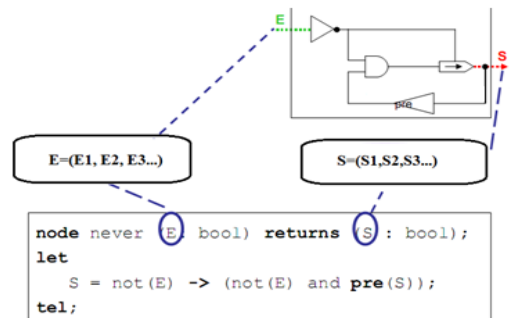 E
S
pre
E=(E1, E2, E3...)
S=(S1,S2,S3...)
node never (E: bool) returns (S : bool);
let
S = not(E) -> (not(E) and pre(S));
tel;